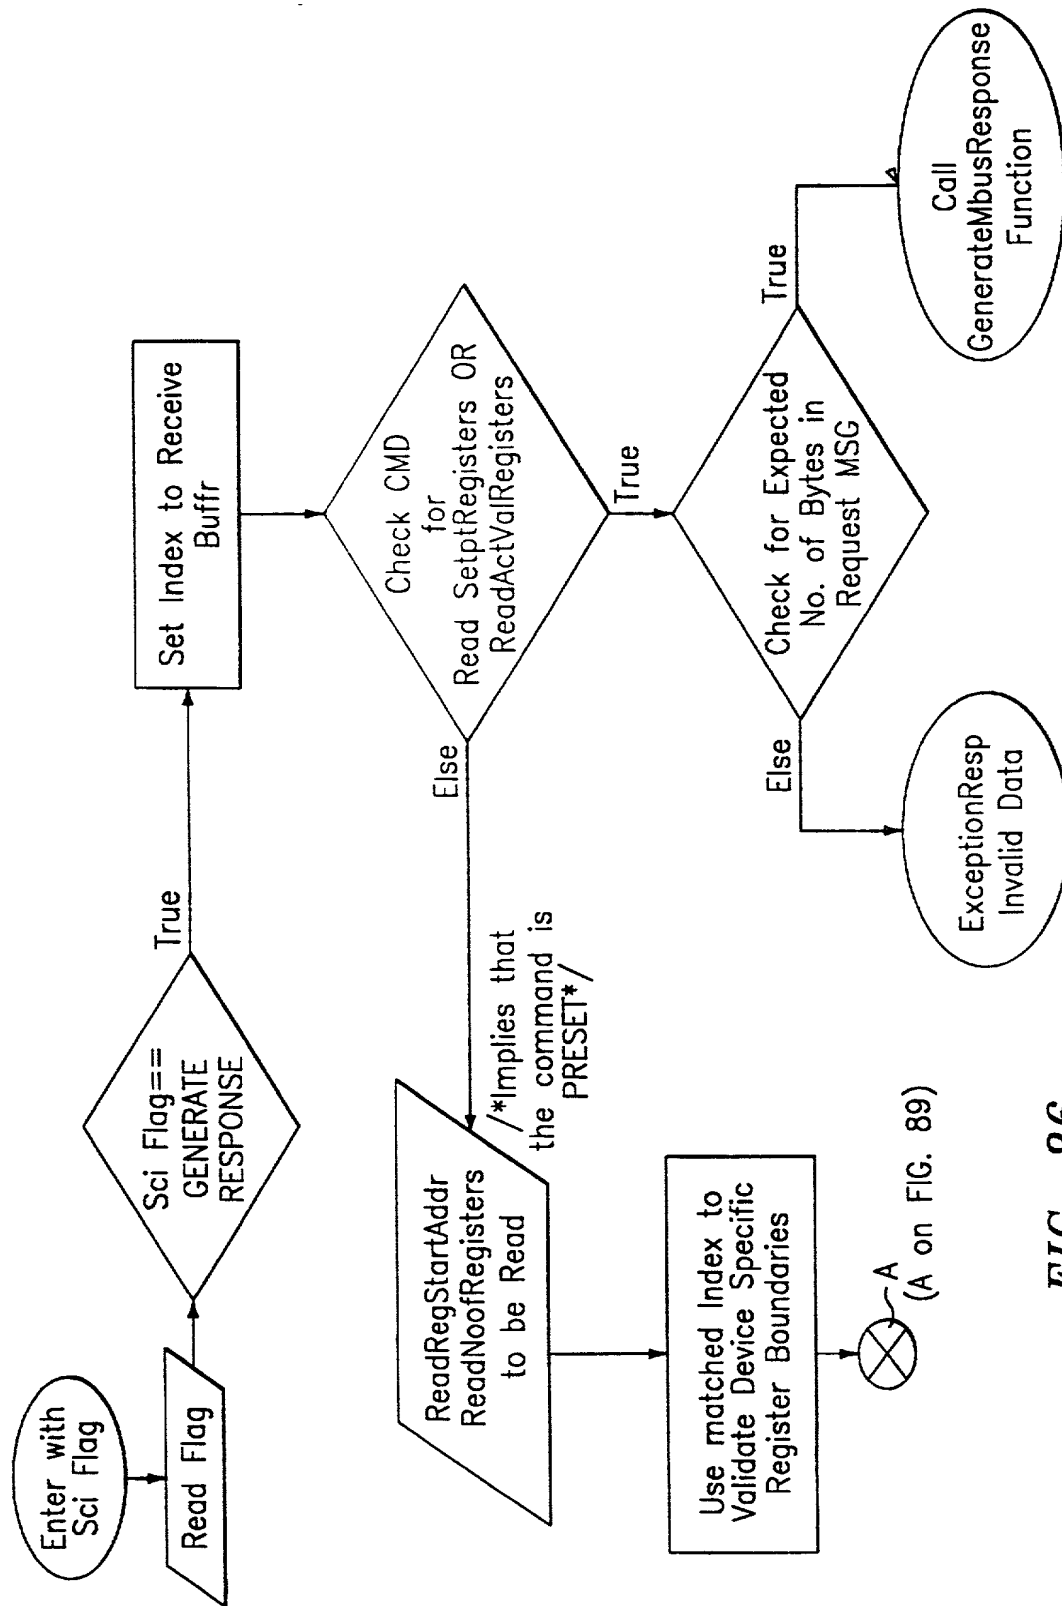 Enter with
Sci Flag
Read Flag
Sci Flag==
GENERATE
RESPONSE
True
Set Index to Receive
Buffr
Check CMD
for
Read SetptRegisters OR
ReadActValRegisters
Else
True
/*Implies that
the command is
PRESET*/
ReadRegStartAddr
ReadNoofRegisters
to be Read
Use matched Index to
Validate Device Specific
Register Boundaries
A
(A on FIG. 89)
Check for Expected
No. of Bytes in
Request MSG
Else
True
ExceptionResp
Invalid Data
Call
GenerateMbusResponse
Function
FIG. 86